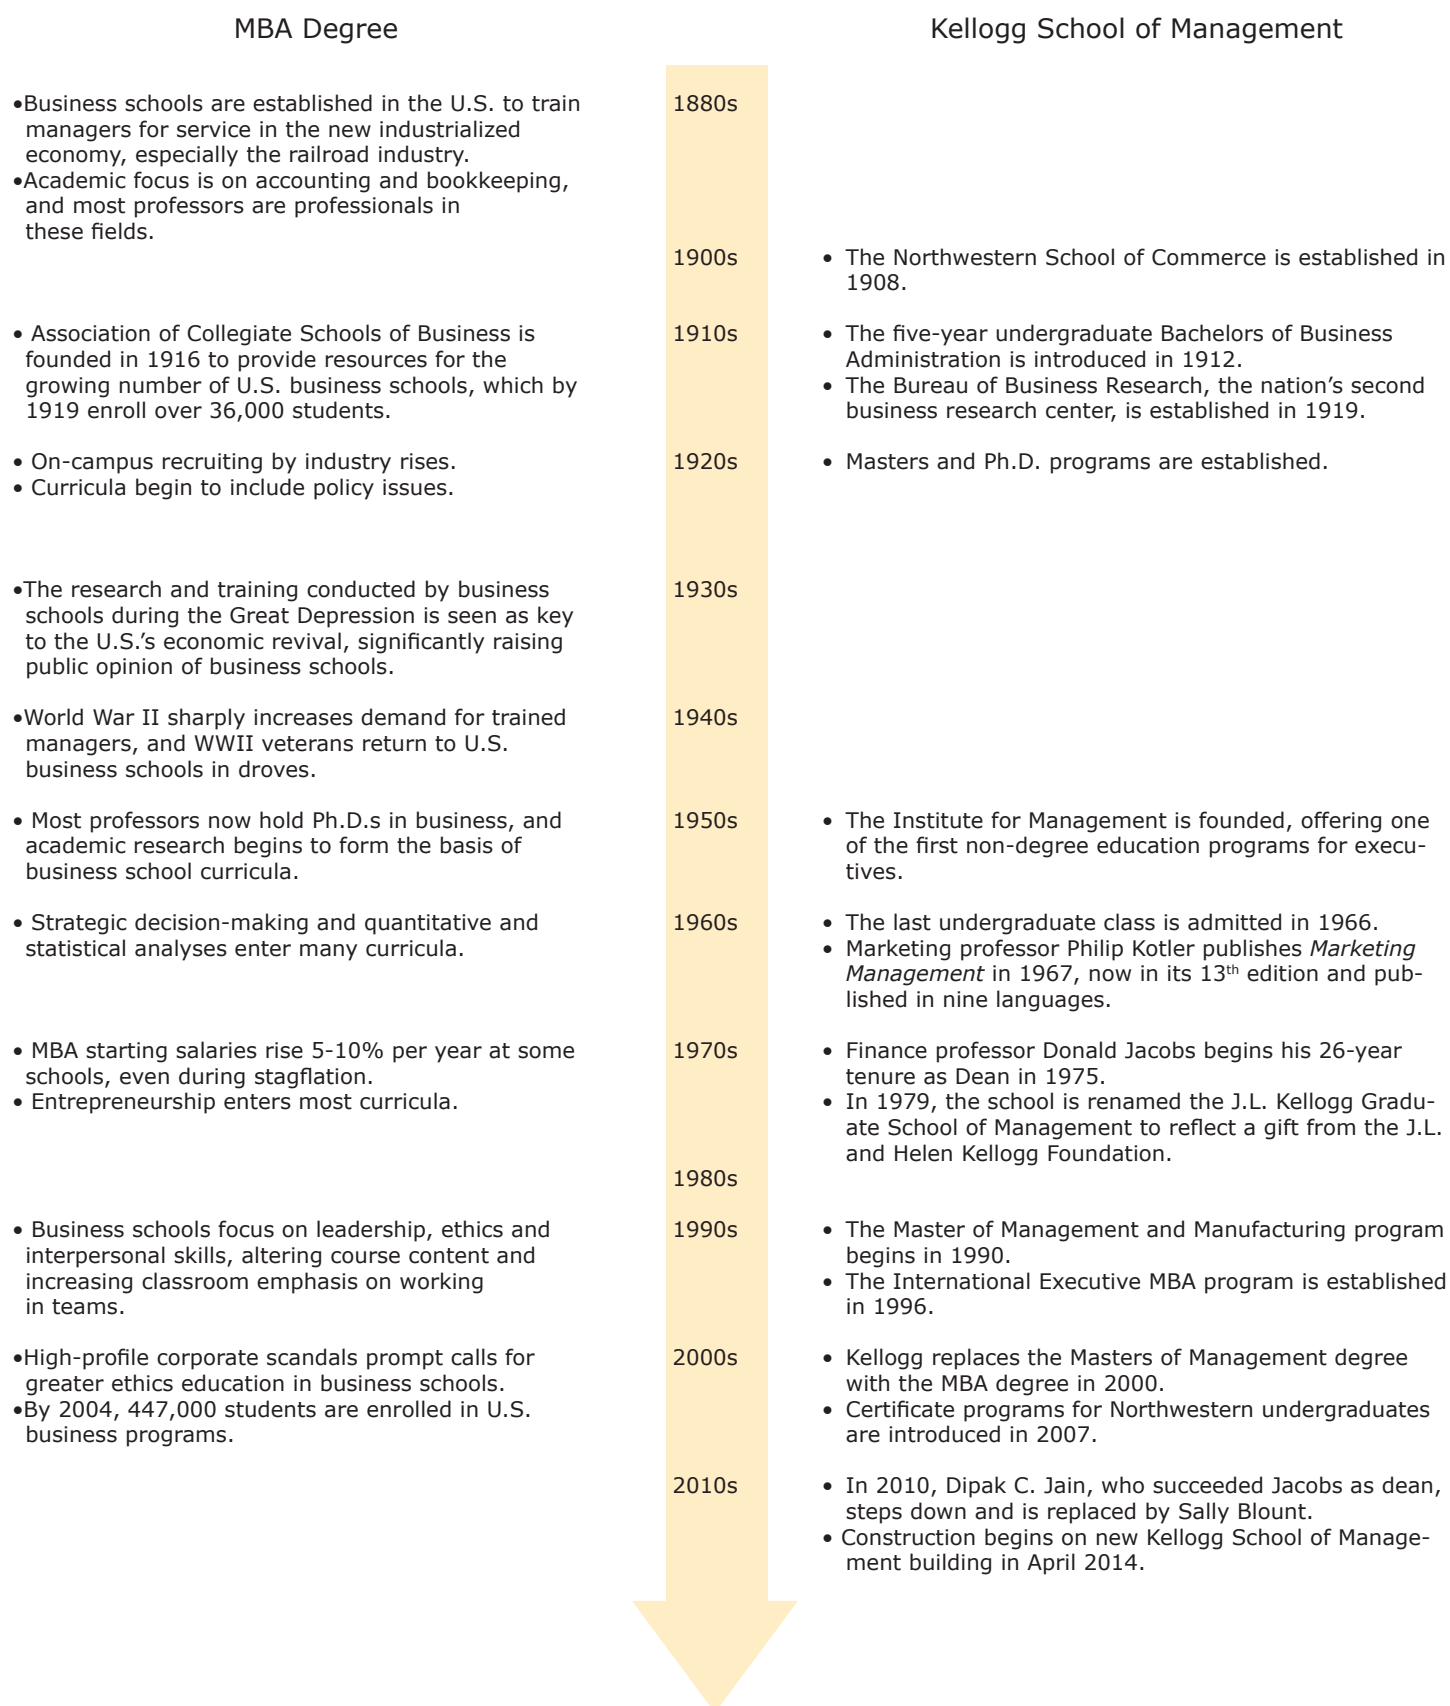 MBA Degree
Kellogg School of Management
•Business schools are established in the U.S. to train
managers for service in the new industrialized
economy, especially the railroad industry.
•Academic focus is on accounting and bookkeeping,
and most professors are professionals in
these fields.
1880s
1900s
• The Northwestern School of Commerce is established in
1908.
• Association of Collegiate Schools of Business is
founded in 1916 to provide resources for the
growing number of U.S. business schools, which by
1919 enroll over 36,000 students.
1910s
• The five-year undergraduate Bachelors of Business
Administration is introduced in 1912.
• The Bureau of Business Research, the nation’s second
business research center, is established in 1919.
• On-campus recruiting by industry rises.
• Curricula begin to include policy issues.
1920s
• Masters and Ph.D. programs are established.
•The research and training conducted by business
schools during the Great Depression is seen as key
to the U.S.’s economic revival, significantly raising
public opinion of business schools.
1930s
•World War II sharply increases demand for trained
managers, and WWII veterans return to U.S.
business schools in droves.
1940s
• Most professors now hold Ph.D.s in business, and
academic research begins to form the basis of
business school curricula.
1950s
• The Institute for Management is founded, offering one
of the first non-degree education programs for execu-
tives.
• Strategic decision-making and quantitative and
statistical analyses enter many curricula.
1960s
• The last undergraduate class is admitted in 1966.
• Marketing professor Philip Kotler publishes Marketing
Management in 1967, now in its 13th edition and pub-
lished in nine languages.
• MBA starting salaries rise 5-10% per year at some
schools, even during stagflation.
• Entrepreneurship enters most curricula.
1970s
• Finance professor Donald Jacobs begins his 26-year
tenure as Dean in 1975.
• In 1979, the school is renamed the J.L. Kellogg Gradu-
ate School of Management to reflect a gift from the J.L.
and Helen Kellogg Foundation.
1980s
• Business schools focus on leadership, ethics and
interpersonal skills, altering course content and
increasing classroom emphasis on working
in teams.
1990s
• The Master of Management and Manufacturing program
begins in 1990.
• The International Executive MBA program is established
in 1996.
•High-profile corporate scandals prompt calls for
greater ethics education in business schools.
•By 2004, 447,000 students are enrolled in U.S.
business programs.
2000s
• Kellogg replaces the Masters of Management degree
with the MBA degree in 2000.
• Certificate programs for Northwestern undergraduates
are introduced in 2007.
2010s
• In 2010, Dipak C. Jain, who succeeded Jacobs as dean,
steps down and is replaced by Sally Blount.
• Construction begins on new Kellogg School of Manage-
ment building in April 2014.